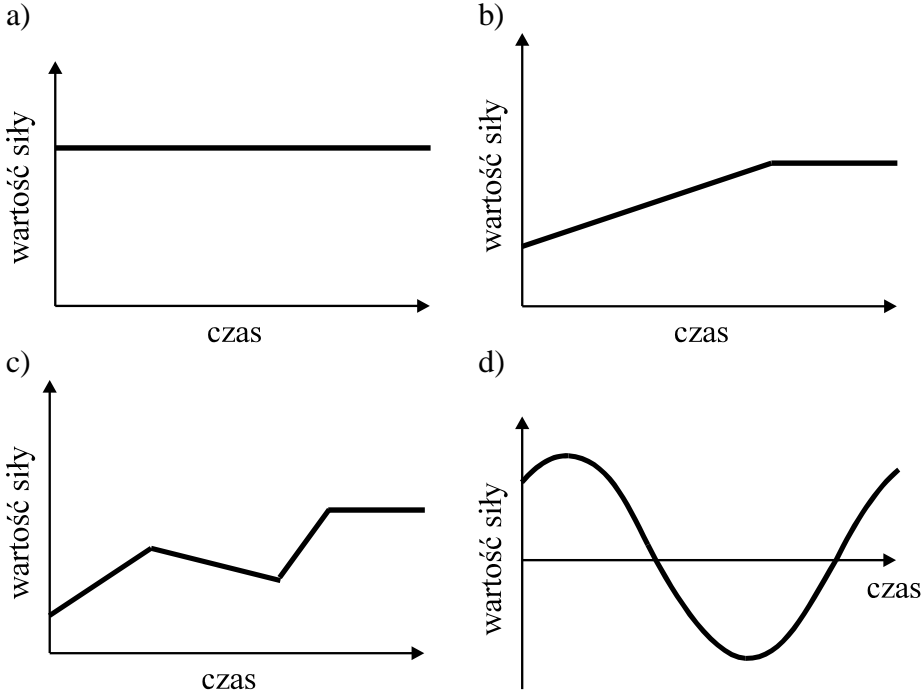 a)
wartość siły
czas
b)
wartość siły
czas
c)
wartość siły
czas
d)
wartość siły
czas